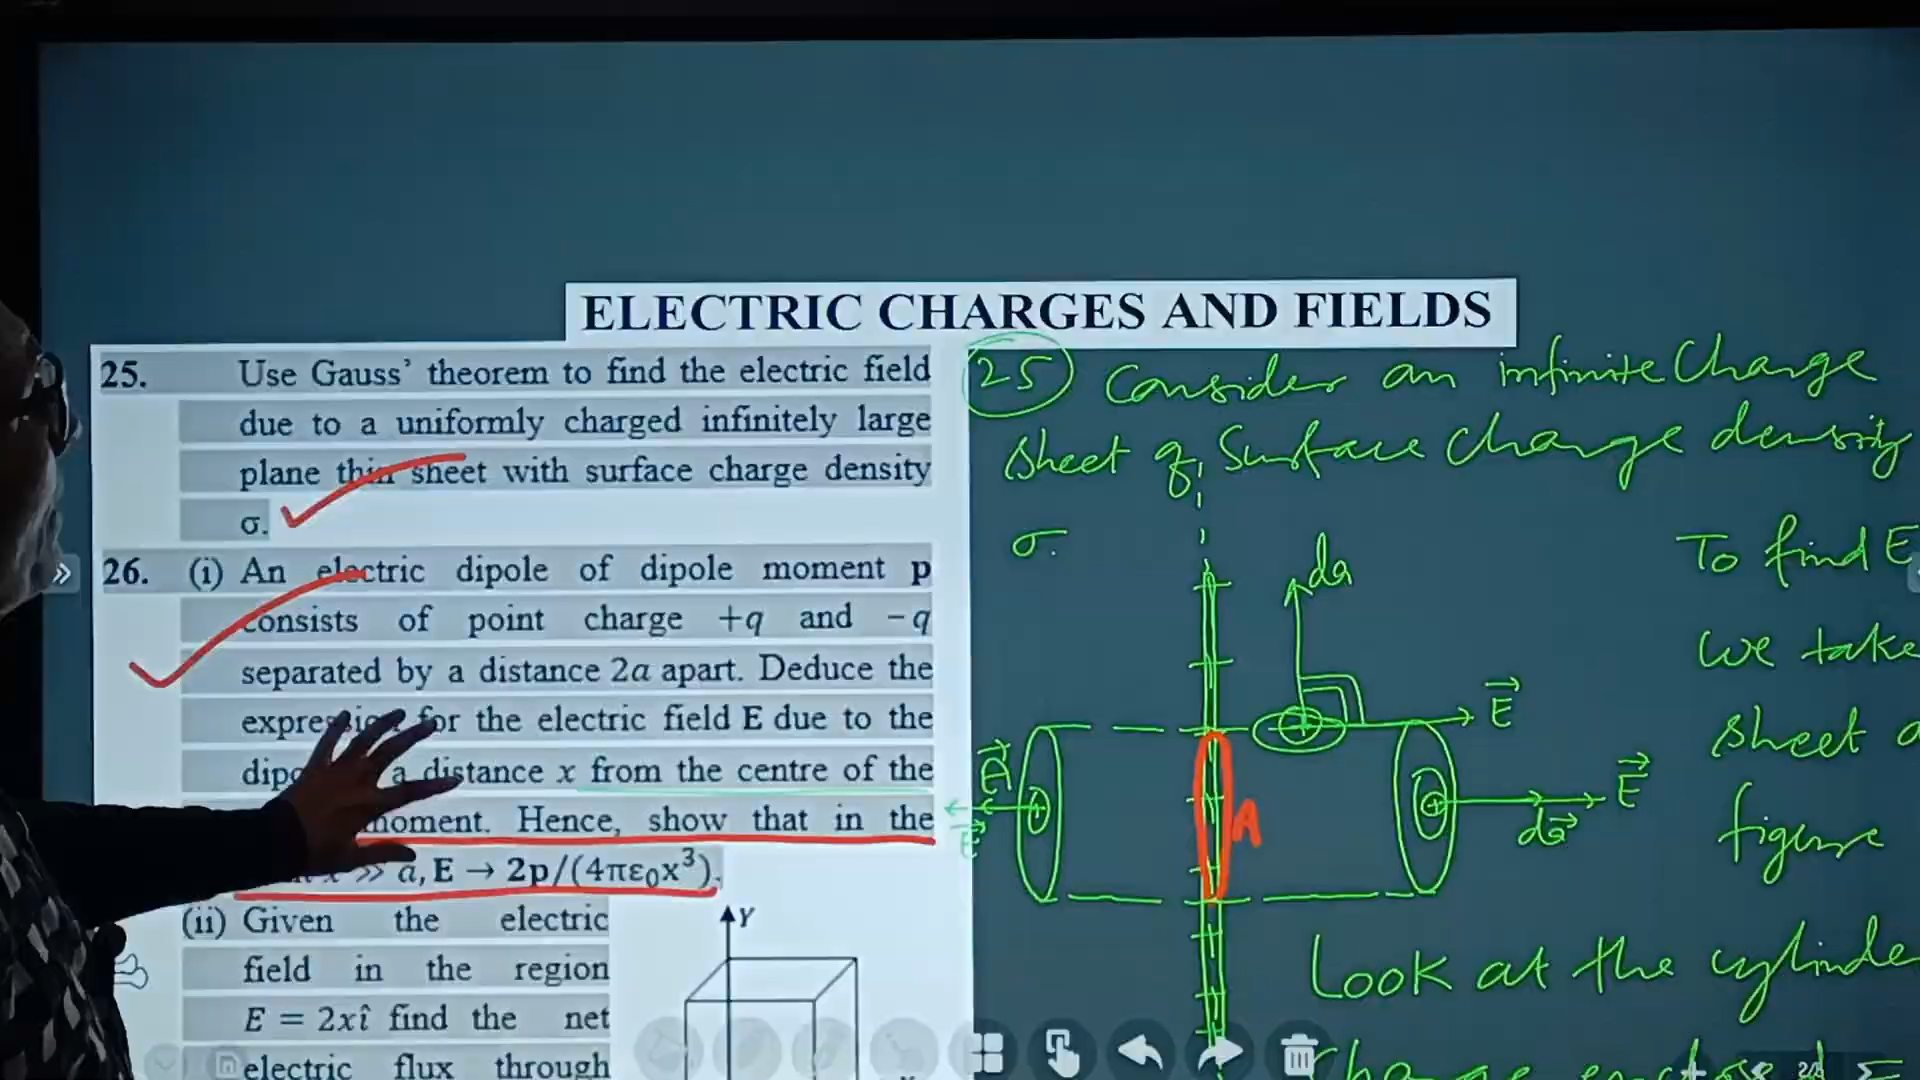 ELECTRIC CHARGES AND FIELDS
25. Use Gauss' theorem to find the electric field
due to a uniformly charged infinitely large
plane thin sheet with surface charge density
σ.
26. (i) An electric dipole of dipole moment p
consists of point charge +q and −q
separated by a distance 2a apart. Deduce the
expression for the electric field E due to the
a distance x from the centre of the
moment. Hence, show that in the
x ≫ a, E → 2p/(4πε₀x³).
(ii) Given the electric
field in the region
E = 2xî find the net
electric flux through
Y
25 Consider an infinite Charge
sheet of Surface charge density
σ.
To find E
we take
sheet
figure
da
E
E
da
A
E
Look at the cylinde